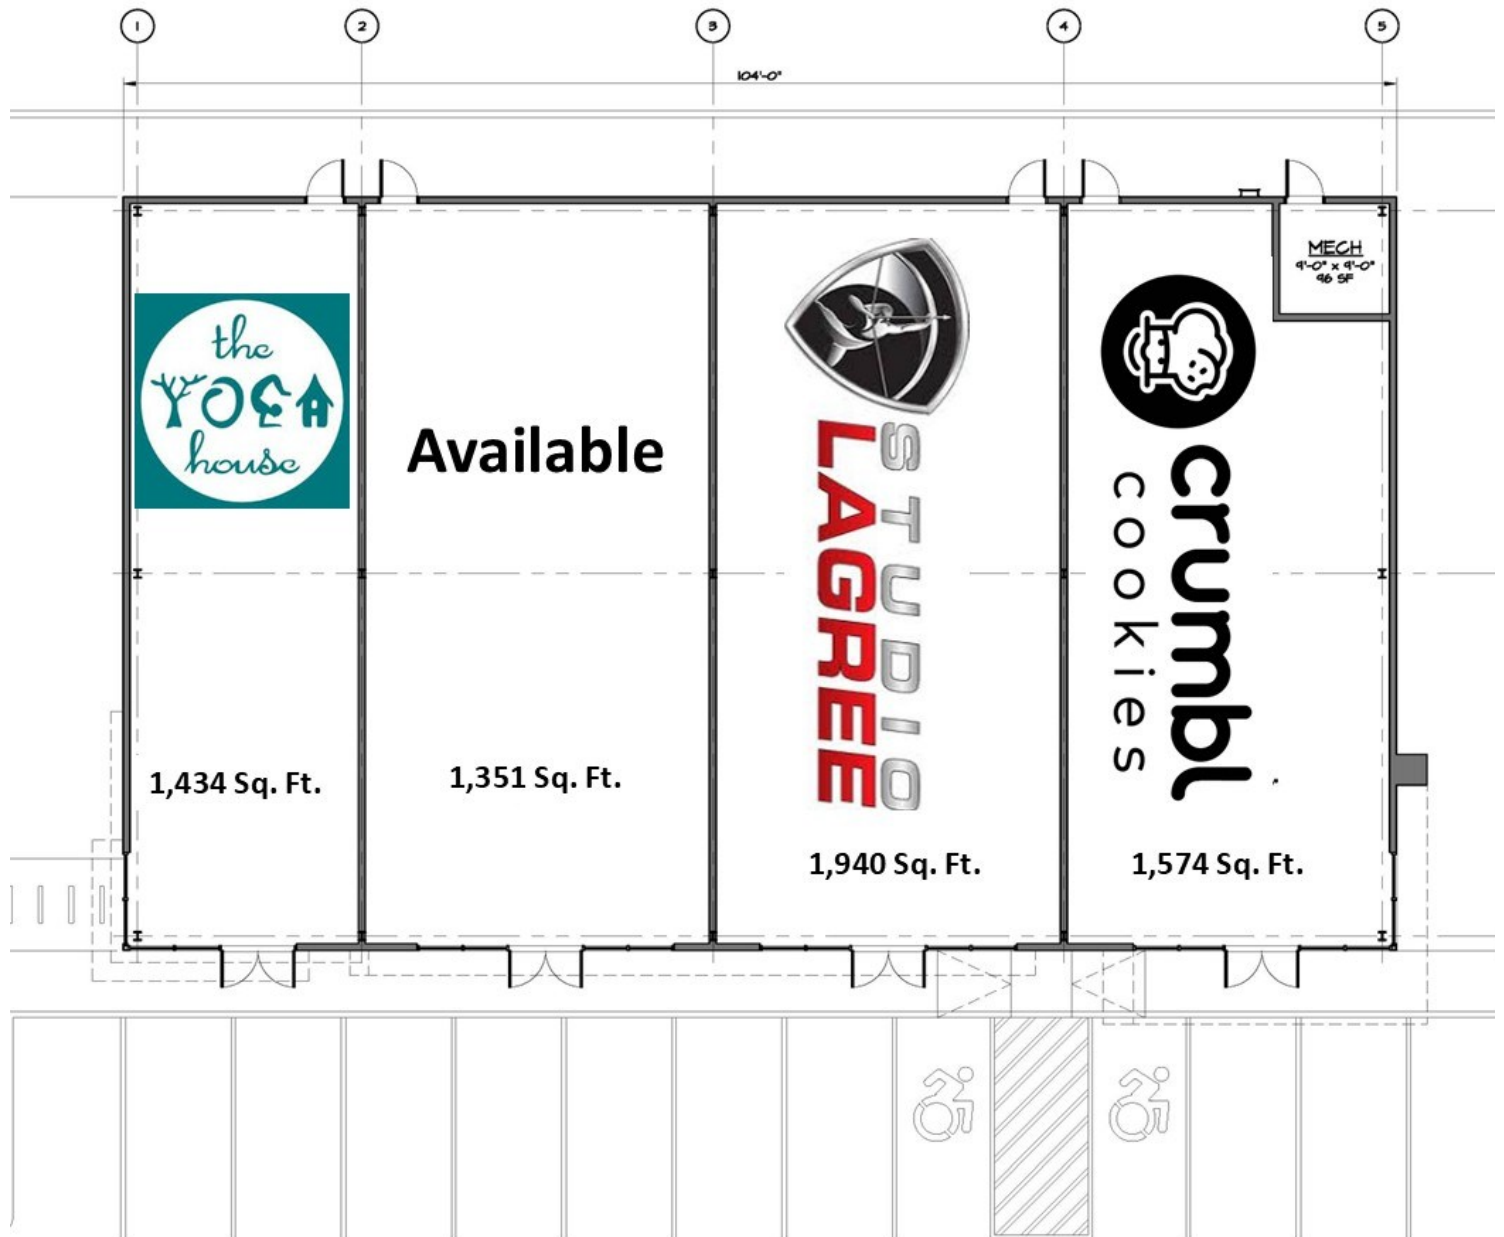 1 2 3 4 5
104'-0"
MECH
9'-0" x 9'-0"
96 SF
the
YOGA
house
Available
STUDIO
LAGREE
crumbl
cookies
1,434 Sq. Ft.
1,351 Sq. Ft.
1,940 Sq. Ft.
1,574 Sq. Ft.